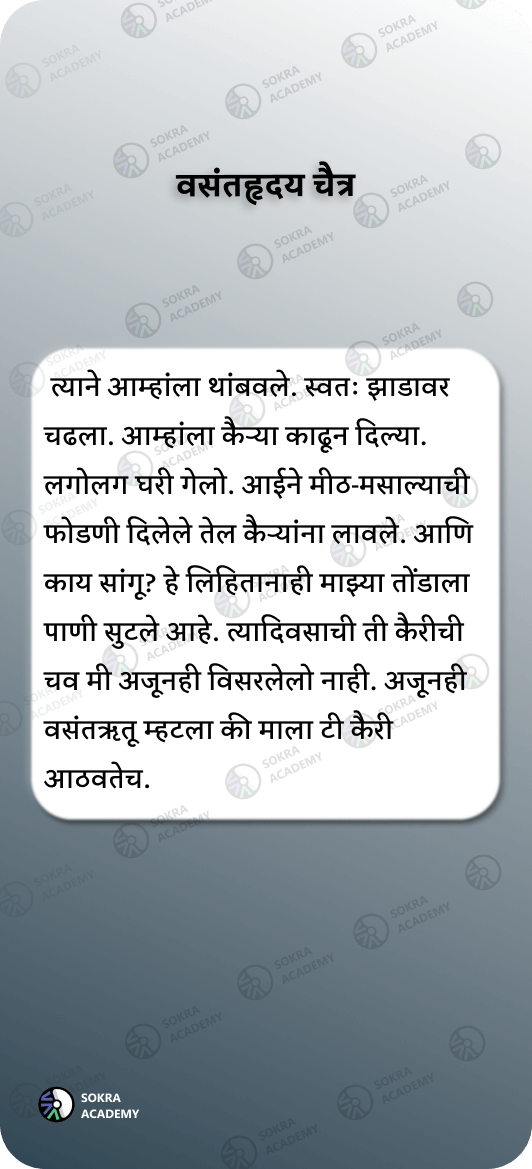 वसंतहृदय चैत्र
त्याने आम्हांला थांबवले. स्वतः झाडावर
चढला. आम्हांला कैऱ्या काढून दिल्या.
लगोलग घरी गेलो. आईने मीठ-मसाल्याची
फोडणी दिलेले तेल कैऱ्यांना लावले. आणि
काय सांगू? हे लिहितानाही माझ्या तोंडाला
पाणी सुटले आहे. त्यादिवसाची ती कैरीची
चव मी अजूनही विसरलेलो नाही. अजूनही
वसंतऋतू म्हटला की माला टी कैरी
आठवतेच.
SOKRA
ACADEMY